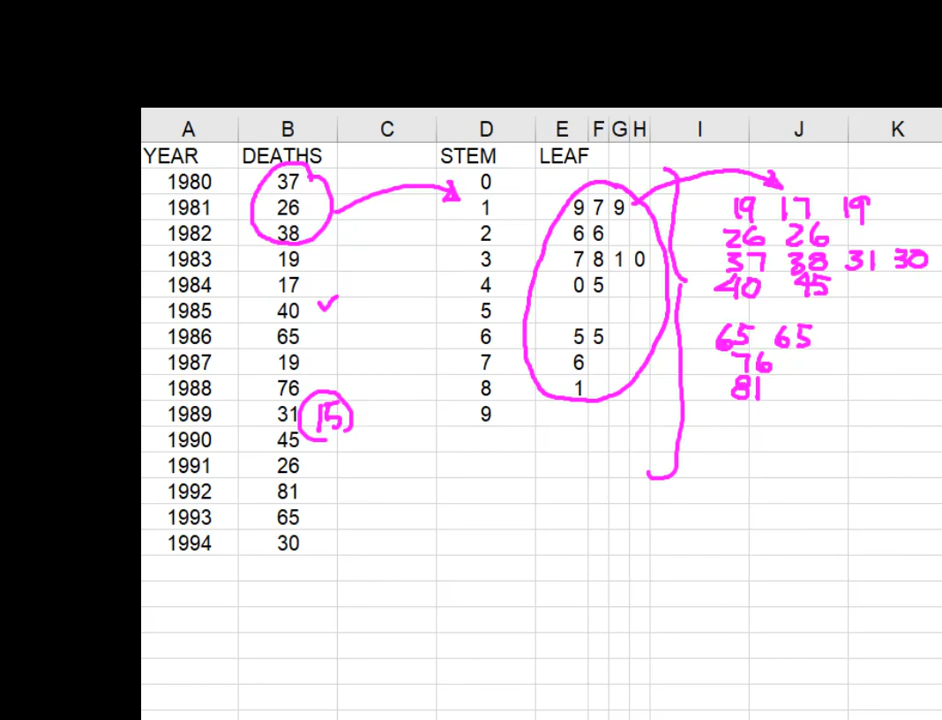 A B C D E F G H I J K
YEAR DEATHS STEM LEAF
1980 37 0
1981 26 1 9 7 9 19 17 19
1982 38 2 6 6 26 26
1983 19 3 7 8 1 0 37 38 31 30
1984 17 4 0 5 40 45
1985 40 5
1986 65 6 5 5 65 65
1987 19 7 6 76
1988 76 8 1 81
1989 31 15 9
1990 45
1991 26
1992 81
1993 65
1994 30